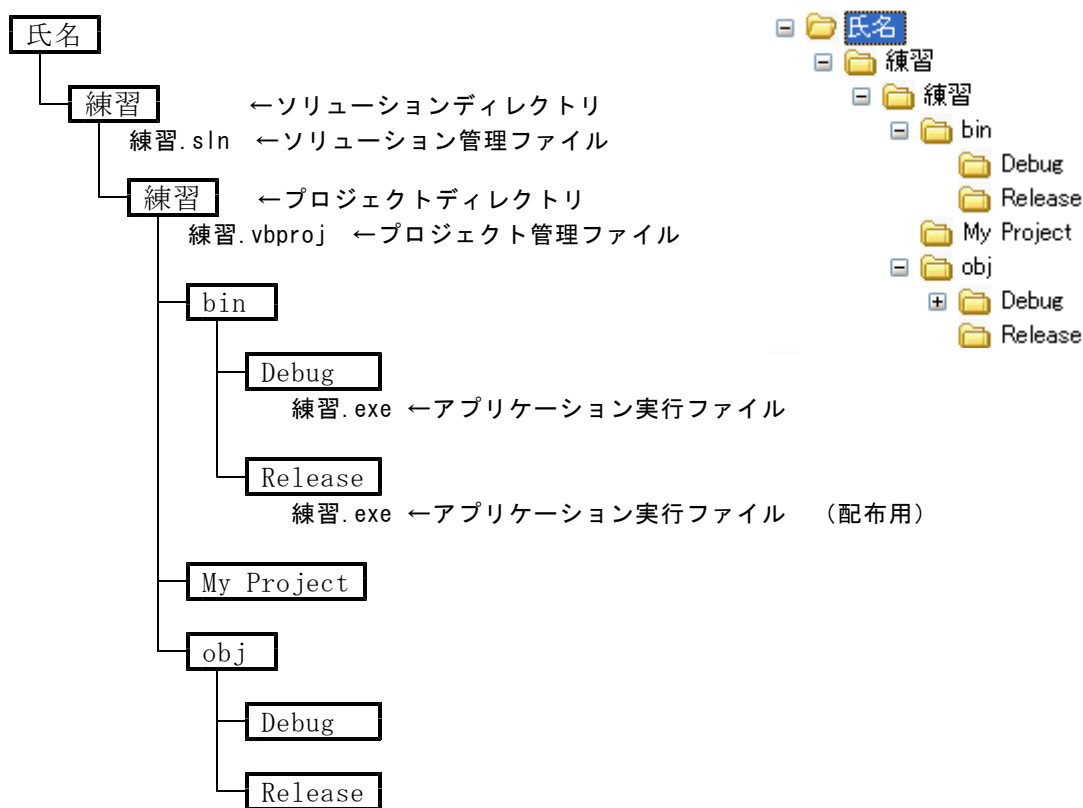 氏名
練習 ←ソリューションディレクトリ
練習.sln ←ソリューション管理ファイル
練習 ←プロジェクトディレクトリ
練習.vbproj ←プロジェクト管理ファイル
bin
Debug
練習.exe ←アプリケーション実行ファイル
Release
練習.exe ←アプリケーション実行ファイル （配布用）
My Project
obj
Debug
Release
氏名
練習
練習
bin
Debug
Release
My Project
obj
Debug
Release